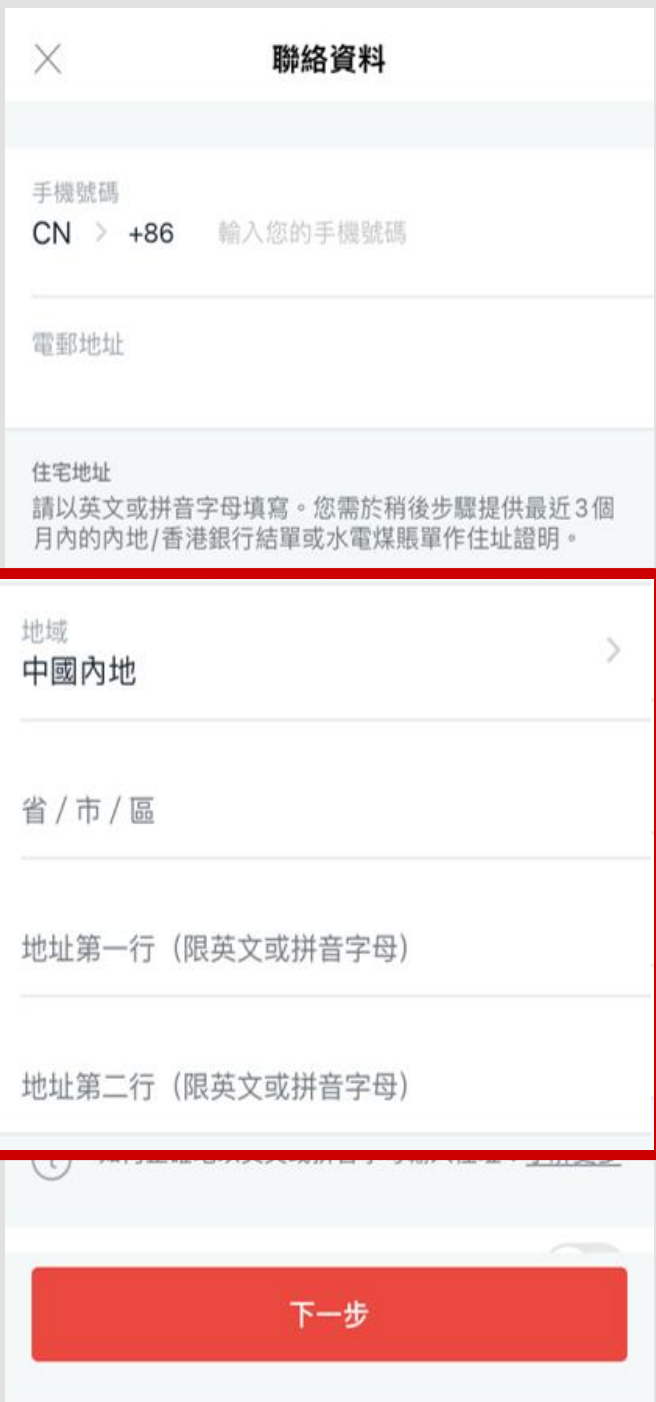 聯絡資料
手機號碼
CN > +86 輸入您的手機號碼
電郵地址
住宅地址
請以英文或拼音字母填寫。您需於稍後步驟提供最近3個
月內的內地/香港銀行結單或水電煤賬單作住址證明。
地域
中國內地
省 / 市 / 區
地址第一行（限英文或拼音字母）
地址第二行（限英文或拼音字母）
下一步